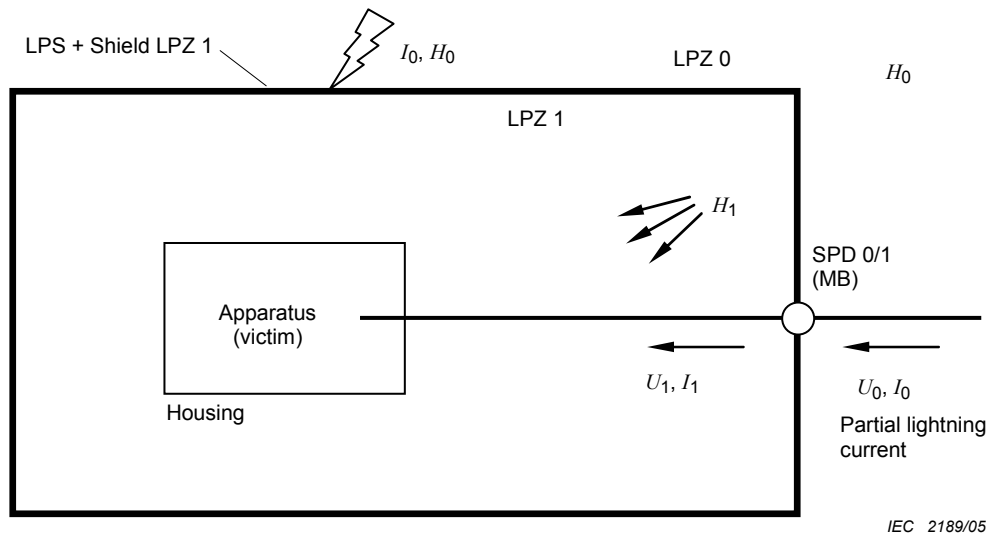 LPS + Shield LPZ 1
I0, H0
LPZ 0
H0
LPZ 1
H1
SPD 0/1
(MB)
Apparatus
(victim)
U1, I1
U0, I0
Housing
Partial lightning
current
IEC 2189/05